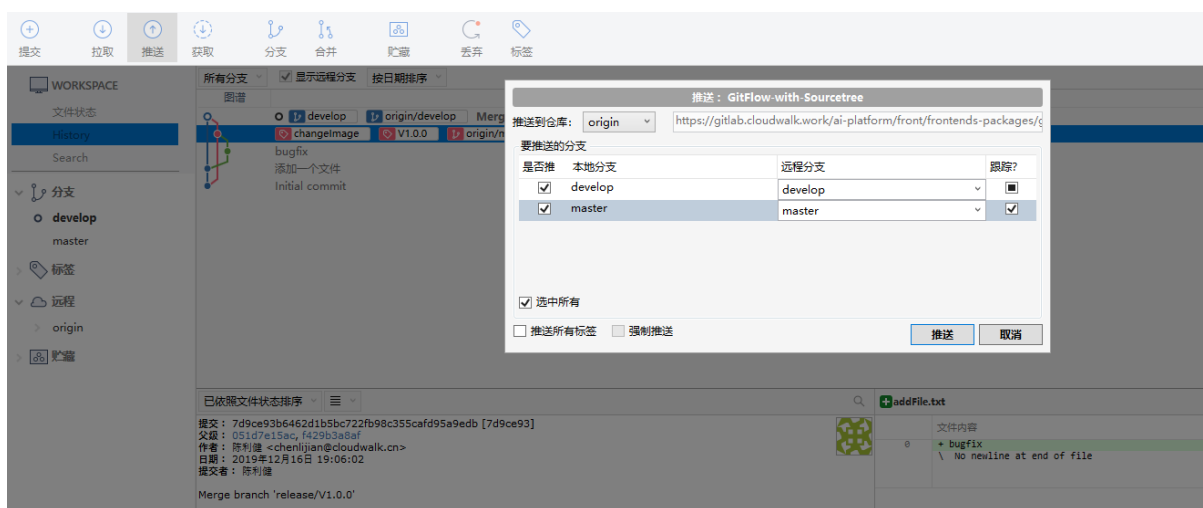 提交 拉取 推送 获取 分支 合并 贮藏 丢弃 标签
WORKSPACE
文件状态
History
Search
分支
develop
master
标签
远程
origin
贮藏
所有分支 显示远程分支 按日期排序
图谱
develop origin/develop Merg
changeImage V1.0.0 origin/m
bugfix
添加一个文件
Initial commit
推送： GitFlow-with-Sourcetree
推送到仓库： origin https://gitlab.cloudwalk.work/ai-platform/front/frontends-packages/g
要推送的分支
是否推 本地分支 远程分支 跟踪?
develop develop
master master
选中所有
推送所有标签 强制推送 推送 取消
已依照文件状态排序
提交： 7d9ce93b6462d1b5bc722fb98c355cafd95a9edb [7d9ce93]
父级： 051d7e15ac, f429b3a8af
作者： 陈利健 <chenlijian@cloudwalk.cn>
日期： 2019年12月16日 19:06:02
提交者： 陈利健
Merge branch 'release/V1.0.0'
addFile.txt
文件内容
0 + bugfix
\ No newline at end of file